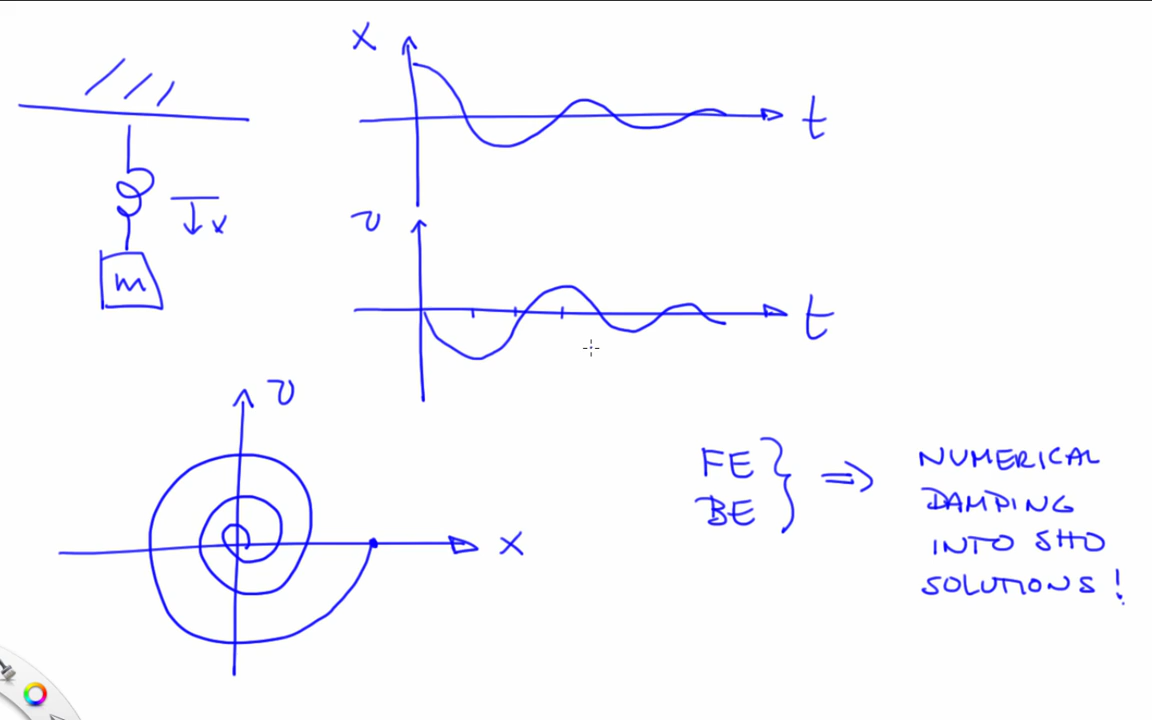 x
t
x
m
v
t
v
x
FE
BE
} ⇒
NUMERICAL
DAMPING
INTO SHO
SOLUTIONS!